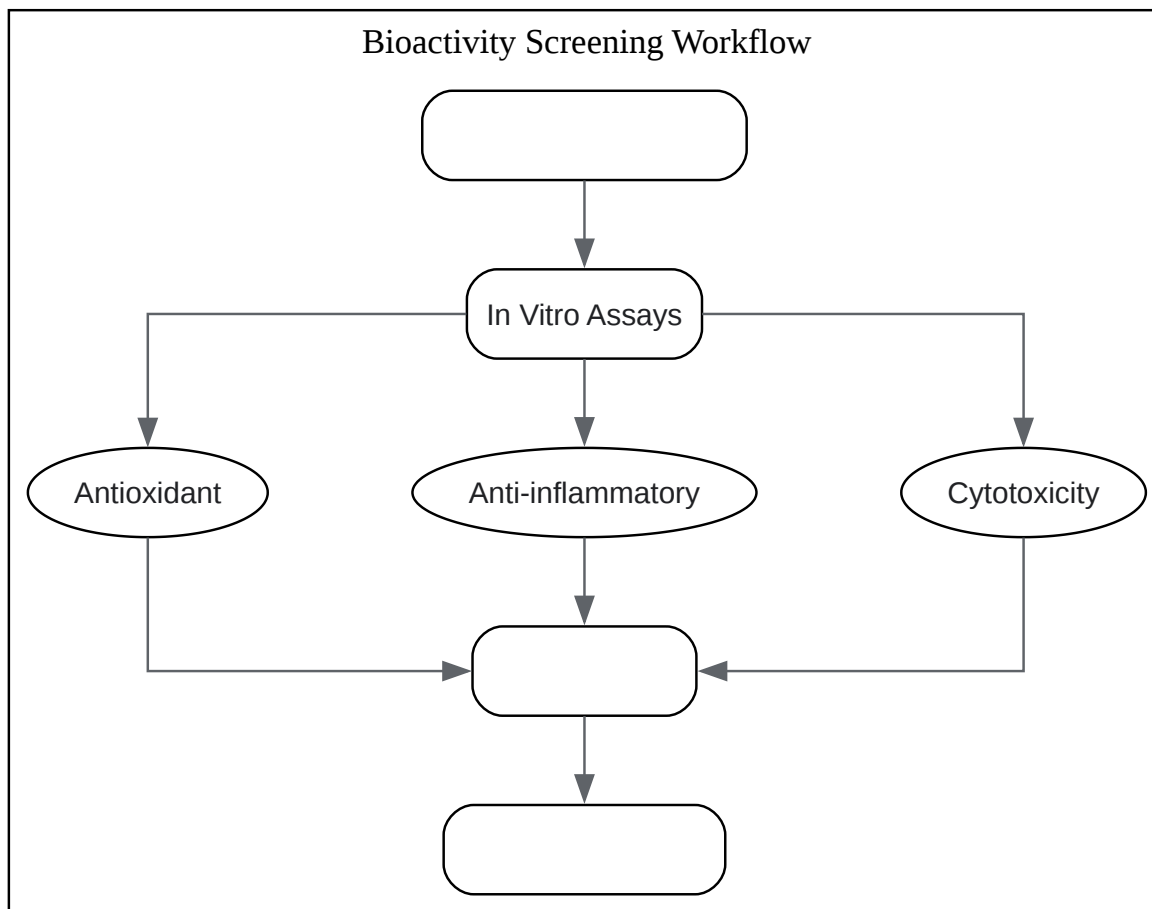 Bioactivity Screening Workflow
In Vitro Assays
Antioxidant
Anti-inflammatory
Cytotoxicity